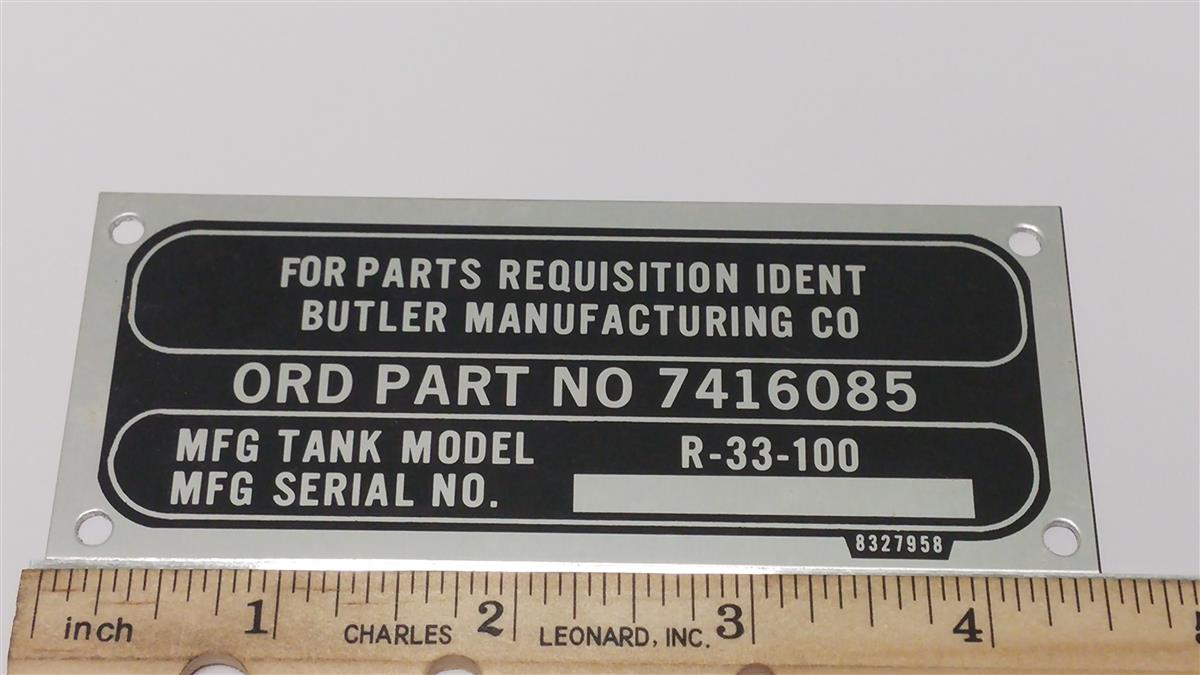 FOR PARTS REQUISITION IDENT
BUTLER MANUFACTURING CO
ORD PART NO 7416085
MFG TANK MODEL R-33-100
MFG SERIAL NO.
8327958
1 2 3 4 5
inch CHARLES LEONARD, INC.